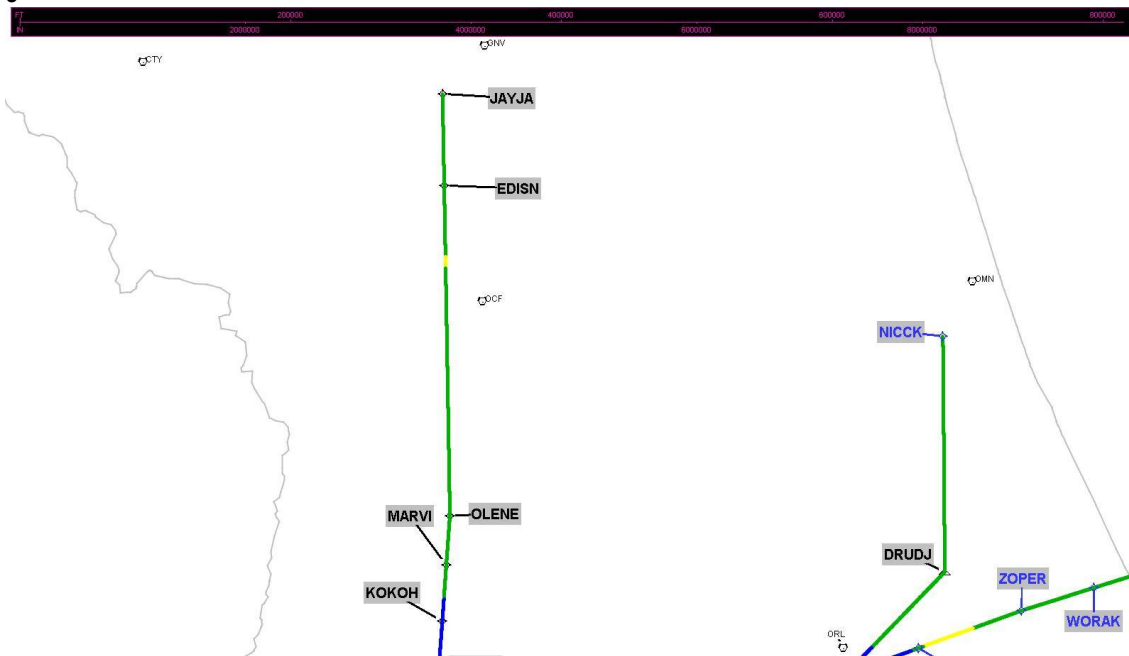 FT 200000 400000 600000 800000
IN 2000000 4000000 6000000 8000000
GNV
CTY
JAYJA
EDISN
OMN
OCF
NICCK
MARVI
OLENE
DRUDJ
ZOPER
KOKOH
WORAK
ORL